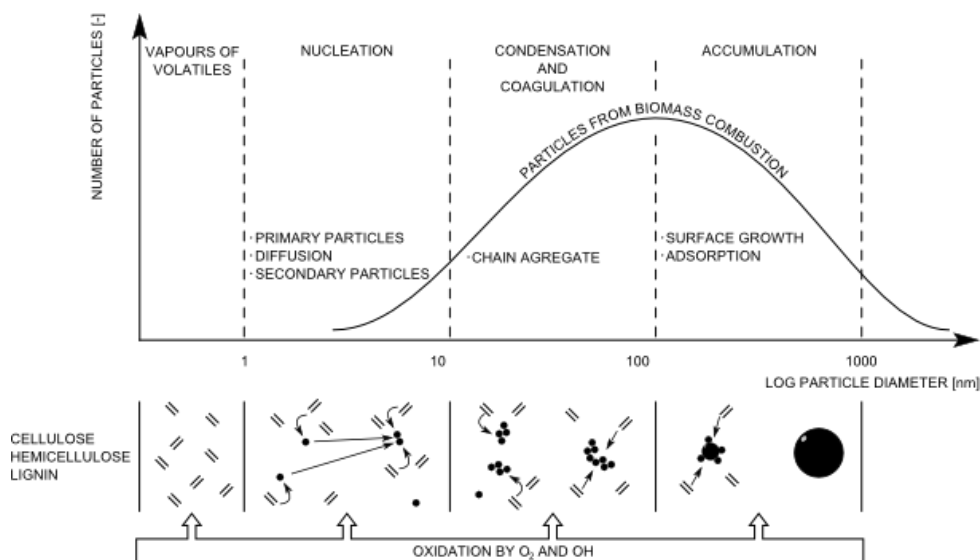 NUMBER OF PARTICLES [-]
VAPOURS OF
VOLATILES
NUCLEATION
CONDENSATION
AND
COAGULATION
ACCUMULATION
PARTICLES FROM BIOMASS COMBUSTION
·PRIMARY PARTICLES
·DIFFUSION
·SECONDARY PARTICLES
·CHAIN AGREGATE
·SURFACE GROWTH
·ADSORPTION
1
10
100
1000
LOG PARTICLE DIAMETER [nm]
CELLULOSE
HEMICELLULOSE
LIGNIN
OXIDATION BY O₂ AND OH